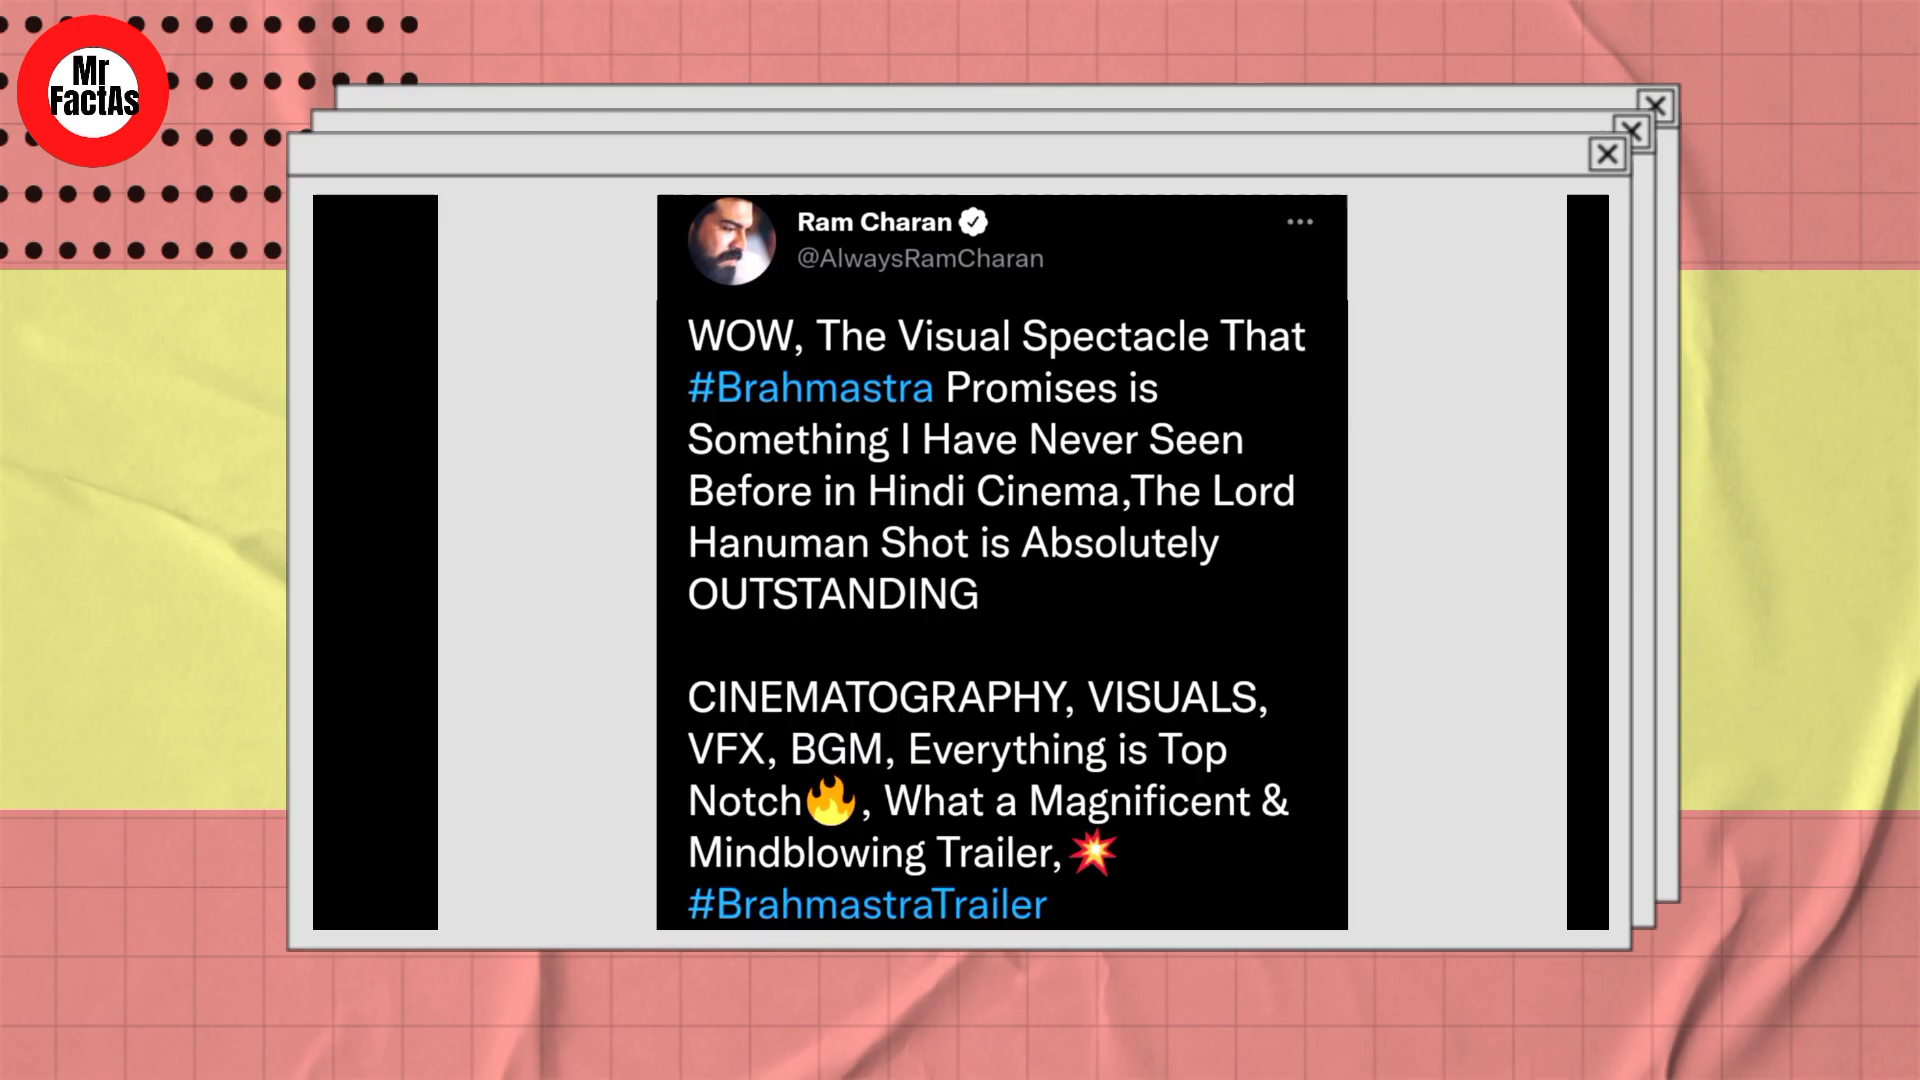 Mr
FactAs
Ram Charan
@AlwaysRamCharan
WOW, The Visual Spectacle That
#Brahmastra Promises is
Something I Have Never Seen
Before in Hindi Cinema,The Lord
Hanuman Shot is Absolutely
OUTSTANDING
CINEMATOGRAPHY, VISUALS,
VFX, BGM, Everything is Top
Notch🔥, What a Magnificent &
Mindblowing Trailer,💥
#BrahmastraTrailer